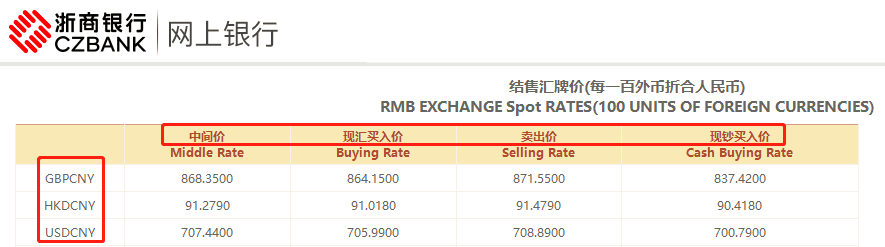 浙商银行
CZBANK
网上银行
结售汇牌价(每一百外币折合人民币)
RMB EXCHANGE Spot RATES(100 UNITS OF FOREIGN CURRENCIES)
中间价 现汇买入价 卖出价 现钞买入价
Middle Rate Buying Rate Selling Rate Cash Buying Rate
GBPCNY 868.3500 864.1500 871.5500 837.4200
HKDCNY 91.2790 91.0180 91.4790 90.4180
USDCNY 707.4400 705.9900 708.8900 700.7900